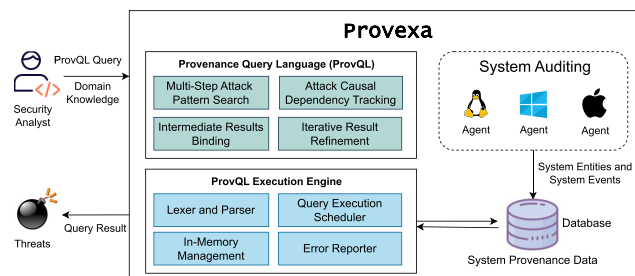 Provexa
ProvQL Query
Domain
Knowledge
Security
Analyst
Provenance Query Language (ProvQL)
Multi-Step Attack
Pattern Search
Attack Causal
Dependency Tracking
Intermediate Results
Binding
Iterative Result
Refinement
System Auditing
Agent
Agent
Agent
System Entities and
System Events
ProvQL Execution Engine
Lexer and Parser
Query Execution
Scheduler
In-Memory
Management
Error Reporter
Query Result
Threats
Database
System Provenance Data